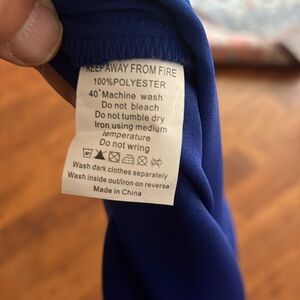 KEEP AWAY FROM FIRE
100%POLYESTER
40° Machine wash
Do not bleach
Do not tumble dry
Iron using medium
temperature
Do not wring
Wash dark clothes separately
Wash inside out/iron on reverse
Made in China